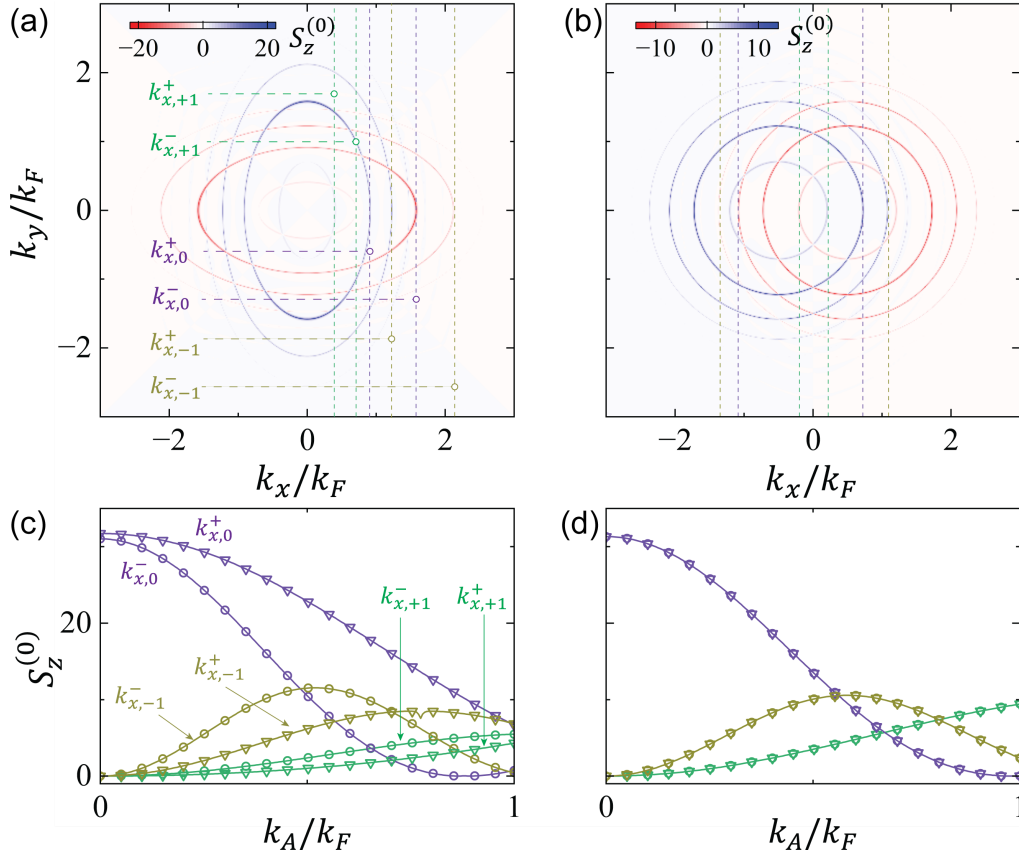 (a)
−20 0 20 S_z^{(0)}
k_{x,+1}^+
k_{x,+1}^-
k_{x,0}^+
k_{x,0}^-
k_{x,-1}^+
k_{x,-1}^-
2
0
−2
k_y/k_F
−2 0 2
k_x/k_F
(b)
−10 0 10 S_z^{(0)}
−2 0 2
k_x/k_F
(c)
k_{x,0}^+
k_{x,0}^-
k_{x,-1}^-
k_{x,-1}^+
k_{x,+1}^-
k_{x,+1}^+
20
0
S_z^{(0)}
0 1
k_A/k_F
(d)
0 1
k_A/k_F